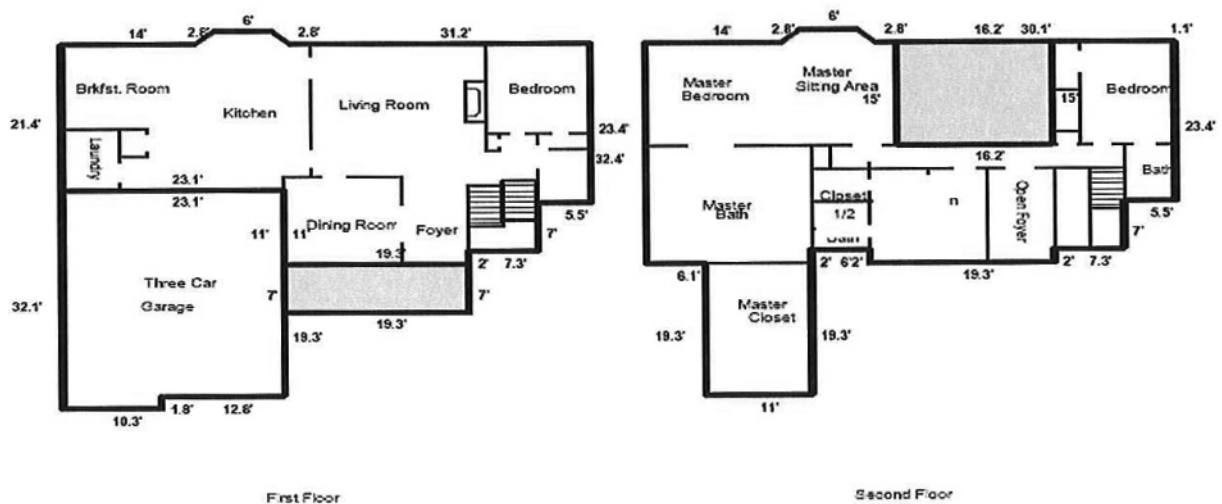 6'
14' 2.8' 2.8' 31.2'
Brkfst. Room
Kitchen
Living Room
Bedroom
21.4'
Laundry
23.4'
32.4'
23.1'
23.1'
11' 11'
Dining Room
Foyer
19.3'
5.5'
7'
2' 7.3'
Three Car
Garage
32.1'
7'
7'
19.3'
19.3'
10.3' 1.8' 12.8'
First Floor
6'
14' 2.8' 2.8' 16.2' 30.1' 1.1'
Master
Bedroom
Master
Sitting Area
15'
15'
Bedroom
23.4'
16.2'
Closet
1/2
Master
Bath
n
Open Foyer
Bath
5.5'
7'
6.1' 2' 6'2' 19.3' 2' 7.3'
Master
Closet
19.3' 19.3'
11'
Second Floor